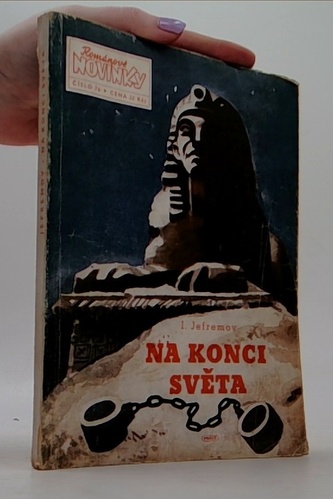 Románové
NOVINKY
I. Jefremov
NA KONCI
SVĚTA